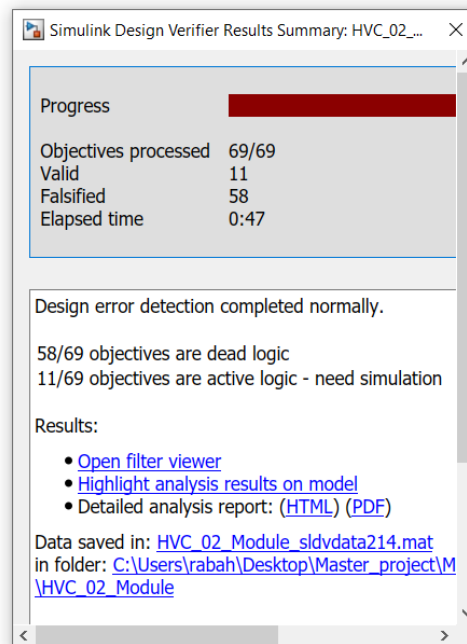 Simulink Design Verifier Results Summary: HVC_02_...
Progress
Objectives processed 69/69
Valid 11
Falsified 58
Elapsed time 0:47
Design error detection completed normally.
58/69 objectives are dead logic
11/69 objectives are active logic - need simulation
Results:
• Open filter viewer
• Highlight analysis results on model
• Detailed analysis report: (HTML) (PDF)
Data saved in: HVC_02_Module_sldvdata214.mat
in folder: C:\Users\rabah\Desktop\Master_project\M
\HVC_02_Module